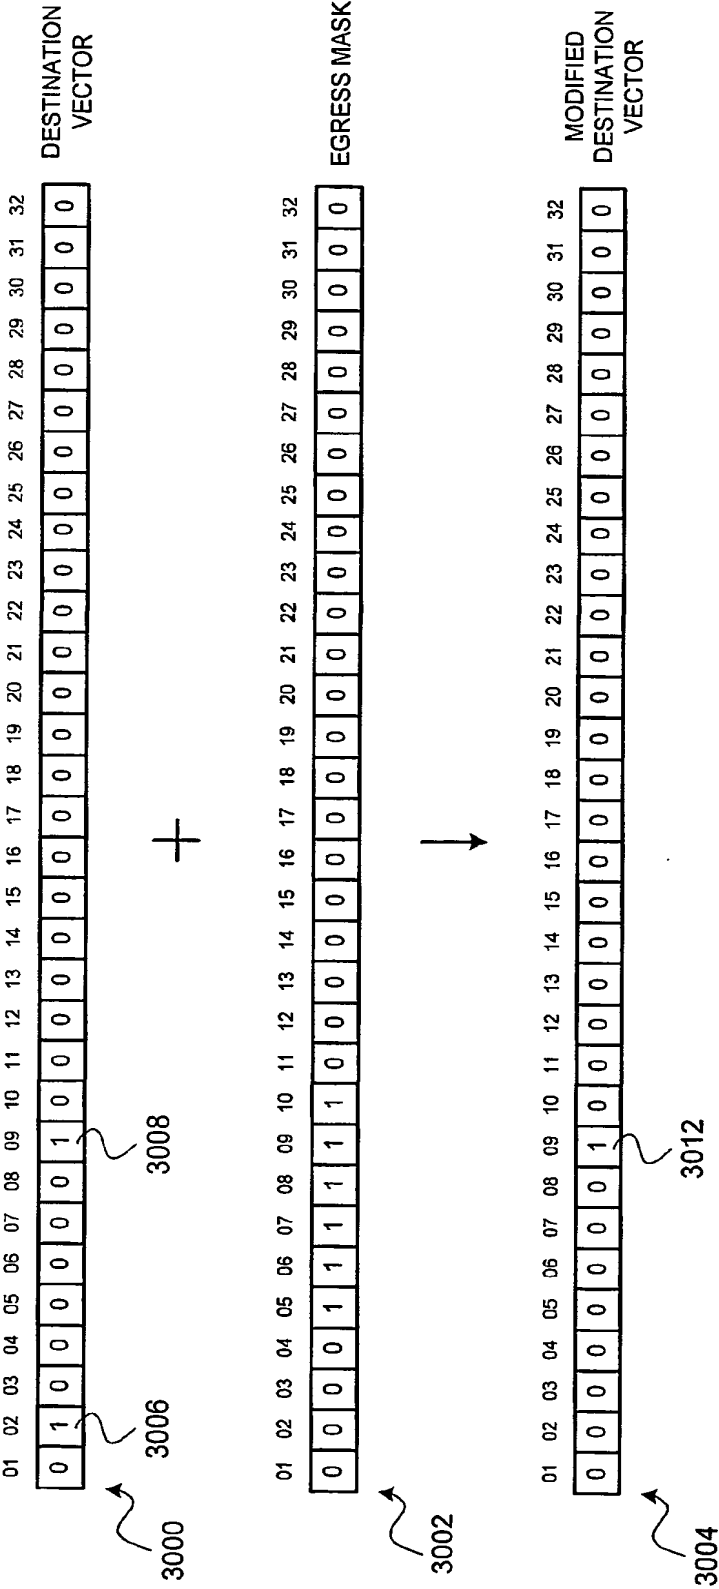 01 02 03 04 05 06 07 08 09 10 11 12 13 14 15 16 17 18 19 20 21 22 23 24 25 26 27 28 29 30 31 32
0 1 0 0 0 0 0 0 1 0 0 0 0 0 0 0 0 0 0 0 0 0 0 0 0 0 0 0 0 0 0 0
DESTINATION
VECTOR
3000
3006
3008
+
01 02 03 04 05 06 07 08 09 10 11 12 13 14 15 16 17 18 19 20 21 22 23 24 25 26 27 28 29 30 31 32
0 0 0 0 1 1 1 1 1 1 0 0 0 0 0 0 0 0 0 0 0 0 0 0 0 0 0 0 0 0 0 0
EGRESS MASK
3002
01 02 03 04 05 06 07 08 09 10 11 12 13 14 15 16 17 18 19 20 21 22 23 24 25 26 27 28 29 30 31 32
0 0 0 0 0 0 0 0 1 0 0 0 0 0 0 0 0 0 0 0 0 0 0 0 0 0 0 0 0 0 0 0
MODIFIED
DESTINATION
VECTOR
3004
3012